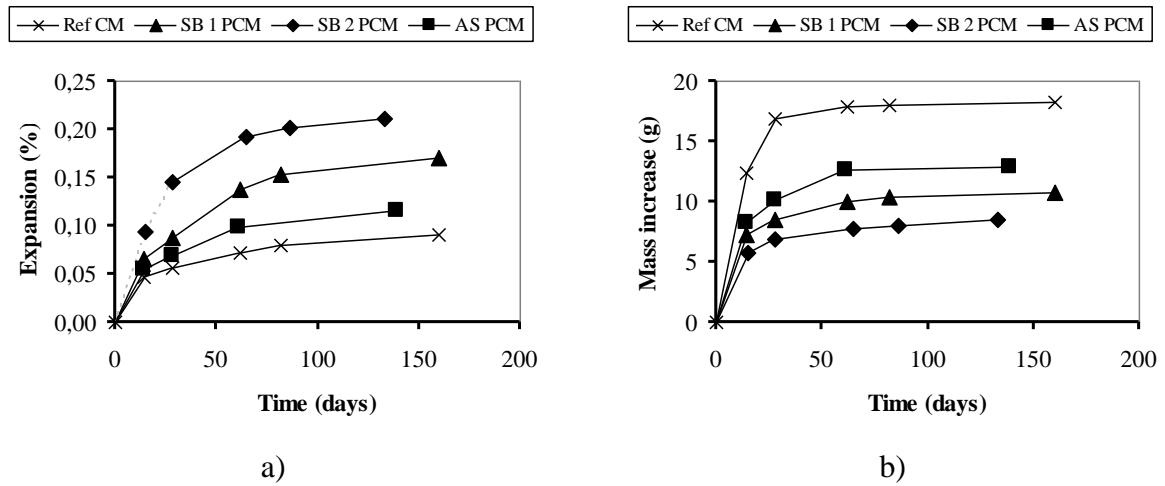 Ref CM SB 1 PCM SB 2 PCM AS PCM
0,25
0,20
0,15
0,10
0,05
0,00
Expansion (%)
0 50 100 150 200
Time (days)
a)
Ref CM SB 1 PCM SB 2 PCM AS PCM
20
15
10
5
0
Mass increase (g)
0 50 100 150 200
Time (days)
b)